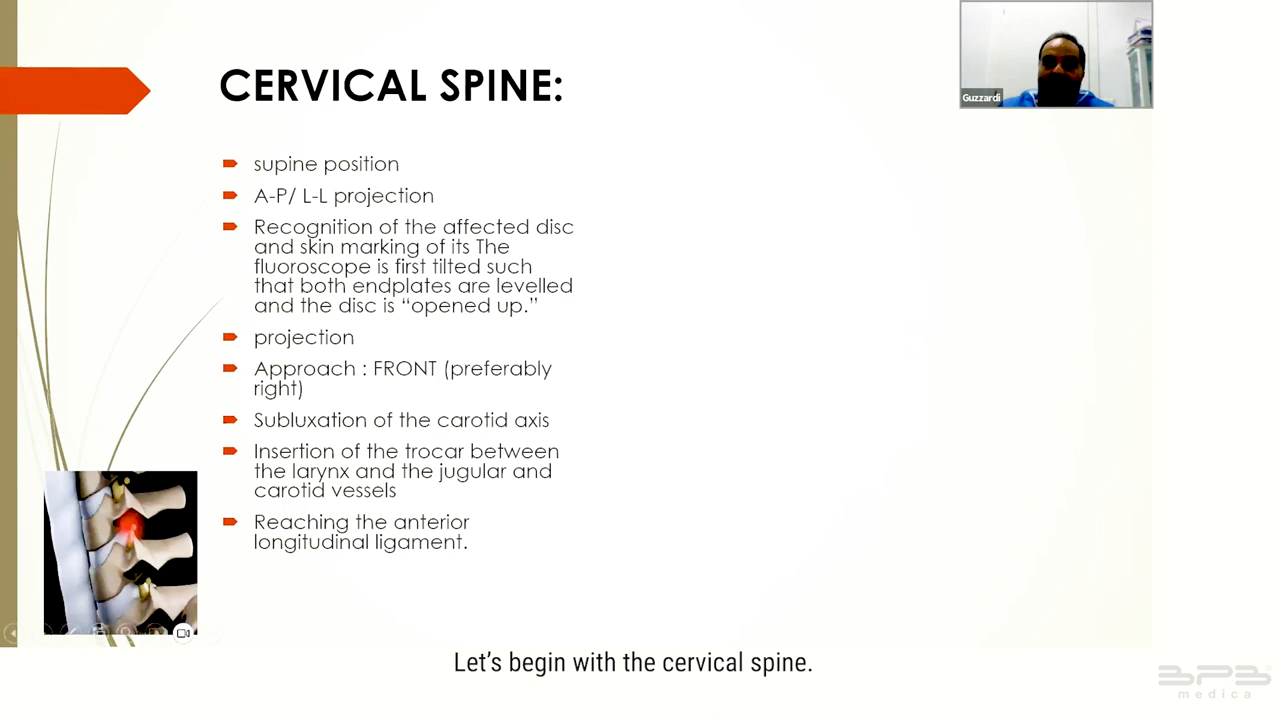 CERVICAL SPINE:
Guzzardi
supine position
A-P/ L-L projection
Recognition of the affected disc
and skin marking of its The
fluoroscope is first tilted such
that both endplates are levelled
and the disc is “opened up.”
projection
Approach : FRONT (preferably
right)
Subluxation of the carotid axis
Insertion of the trocar between
the larynx and the jugular and
carotid vessels
Reaching the anterior
longitudinal ligament.
Let’s begin with the cervical spine.
BPB
medica